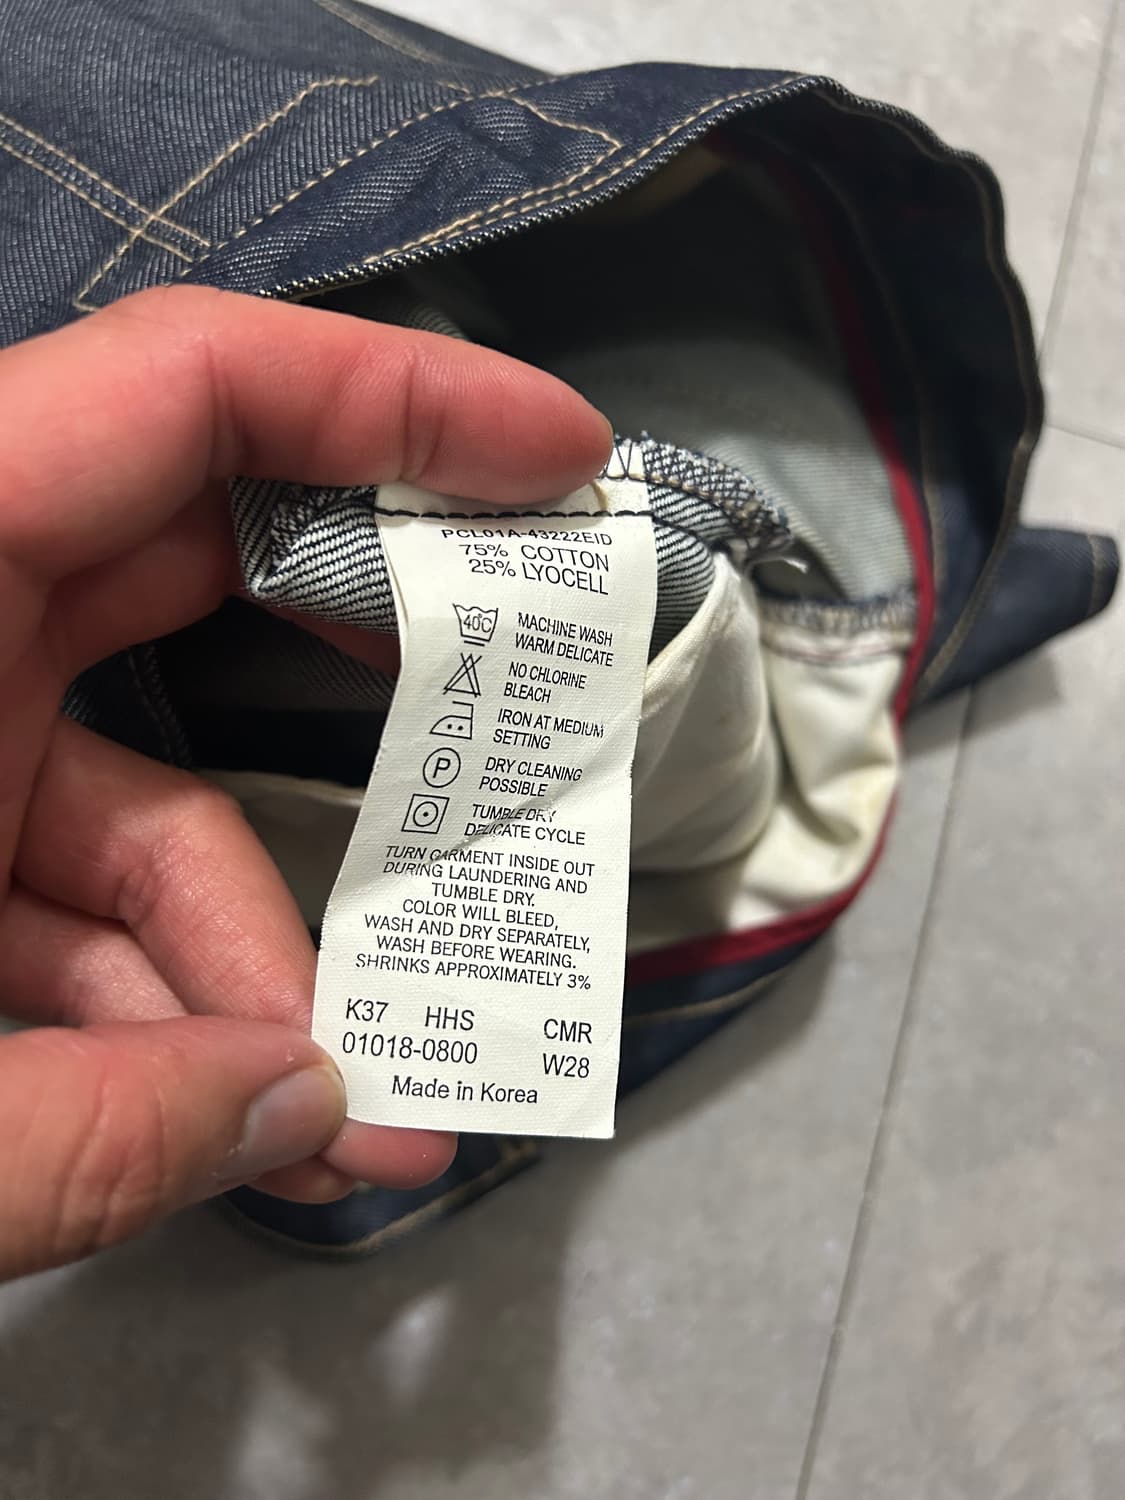 PCL01A-43222EID
75% COTTON
25% LYOCELL
40C
MACHINE WASH
WARM DELICATE
NO CHLORINE
BLEACH
IRON AT MEDIUM
SETTING
P
DRY CLEANING
POSSIBLE
TUMBLE DRY
DELICATE CYCLE
TURN GARMENT INSIDE OUT
DURING LAUNDERING AND
TUMBLE DRY.
COLOR WILL BLEED,
WASH AND DRY SEPARATELY,
WASH BEFORE WEARING.
SHRINKS APPROXIMATELY 3%
K37 HHS CMR
01018-0800 W28
Made in Korea